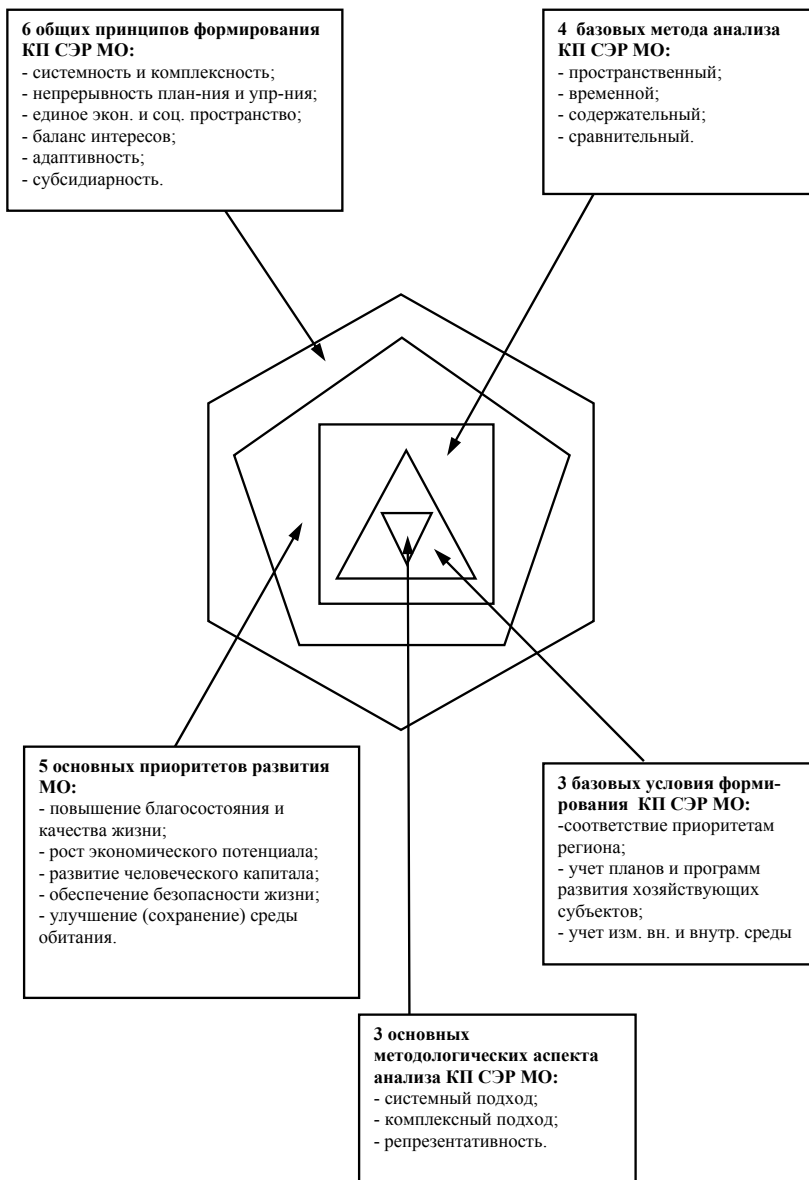 6 общих принципов формирования
КП СЭР МО:
- системность и комплексность;
- непрерывность план-ния и упр-ния;
- единое экон. и соц. пространство;
- баланс интересов;
- адаптивность;
- субсидиарность.
4 базовых метода анализа
КП СЭР МО:
- пространственный;
- временной;
- содержательный;
- сравнительный.
5 основных приоритетов развития
МО:
- повышение благосостояния и
качества жизни;
- рост экономического потенциала;
- развитие человеческого капитала;
- обеспечение безопасности жизни;
- улучшение (сохранение) среды
обитания.
3 базовых условия форми-
рования КП СЭР МО:
-соответствие приоритетам
региона;
- учет планов и программ
развития хозяйствующих
субъектов;
- учет изм. вн. и внутр. среды
3 основных
методологических аспекта
анализа КП СЭР МО:
- системный подход;
- комплексный подход;
- репрезентативность.